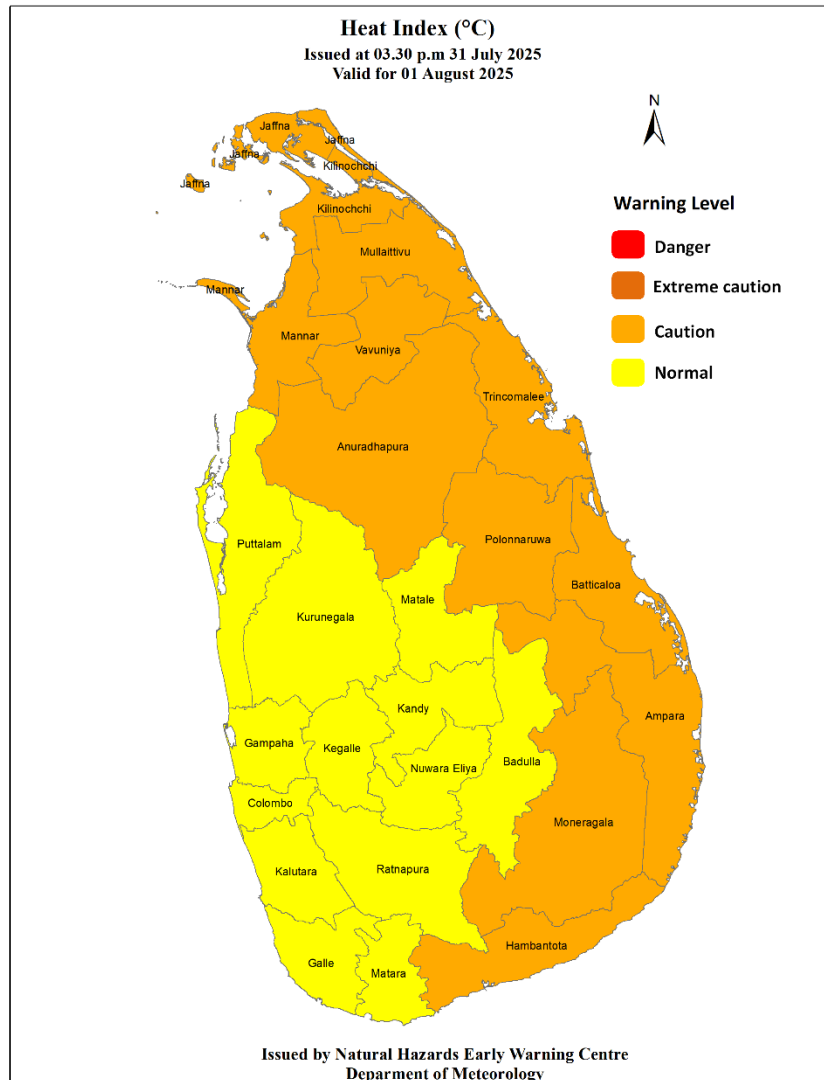 Heat Index (°C)
Issued at 03.30 p.m 31 July 2025
Valid for 01 August 2025
N
Jaffna
Jaffna
Jaffna
Kilinochchi
Jaffna
Kilinochchi
Mullaittivu
Mannar
Mannar
Vavuniya
Trincomalee
Anuradhapura
Puttalam
Polonnaruwa
Batticaloa
Matale
Kurunegala
Kandy
Ampara
Gampaha
Kegalle
Nuwara Eliya
Badulla
Colombo
Moneragala
Kalutara
Ratnapura
Hambantota
Galle
Matara
Warning Level
Danger
Extreme caution
Caution
Normal
Issued by Natural Hazards Early Warning Centre
Deparment of Meteorology